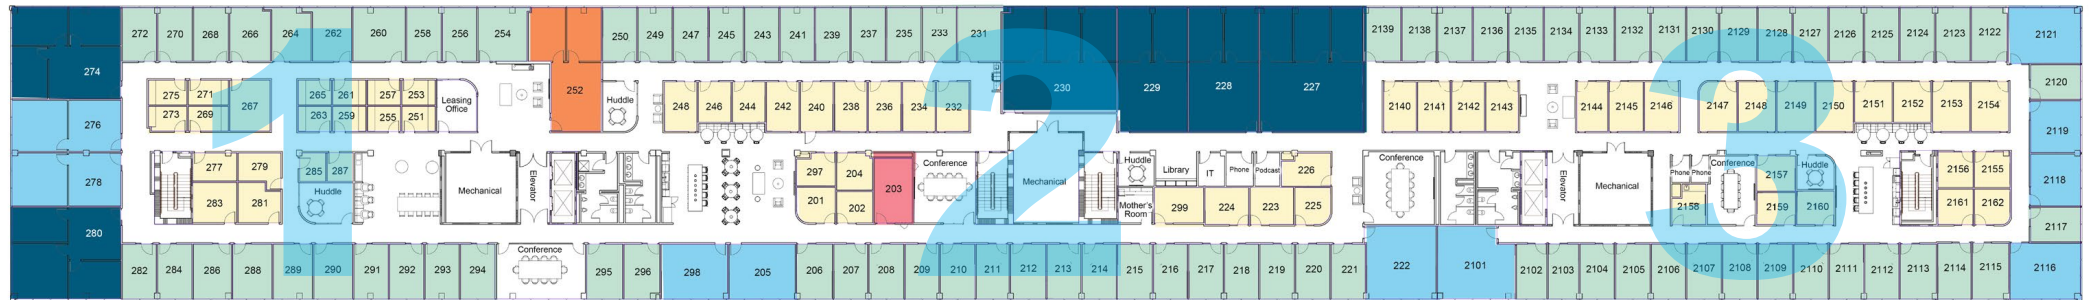 272 270 268 266 264 262 260 258 256 254 250 249 247 245 243 241 239 237 235 233 231 2139 2138 2137 2136 2135 2134 2133 2132 2131 2130 2129 2128 2127 2126 2125 2124 2123 2122 2121
274 252 230 229 228 227 2120
275 271 267 265 261 257 253 Leasing
Office Huddle 248 246 244 242 240 238 236 234 232 2140 2141 2142 2143 2144 2145 2146 2147 2148 2149 2150 2151 2152 2153 2154
273 269 263 259 255 251
276 2119
1 2 3
278 277 279 285 287 Mechanical Elevator 297 204 203 Conference Mechanical Huddle Library IT Phone Podcast 226 Conference Elevator Mechanical Phone Phone Conference 2157 Huddle 2156 2155 2118
283 281 Huddle 201 202 Mother's
Room 299 224 223 225 2158 2159 2160 2161 2162
280 2117
282 284 286 288 289 290 291 292 293 294 Conference 295 296 298 205 206 207 208 209 210 211 212 213 214 215 216 217 218 219 220 221 222 2101 2102 2103 2104 2105 2106 2107 2108 2109 2110 2111 2112 2113 2114 2115 2116